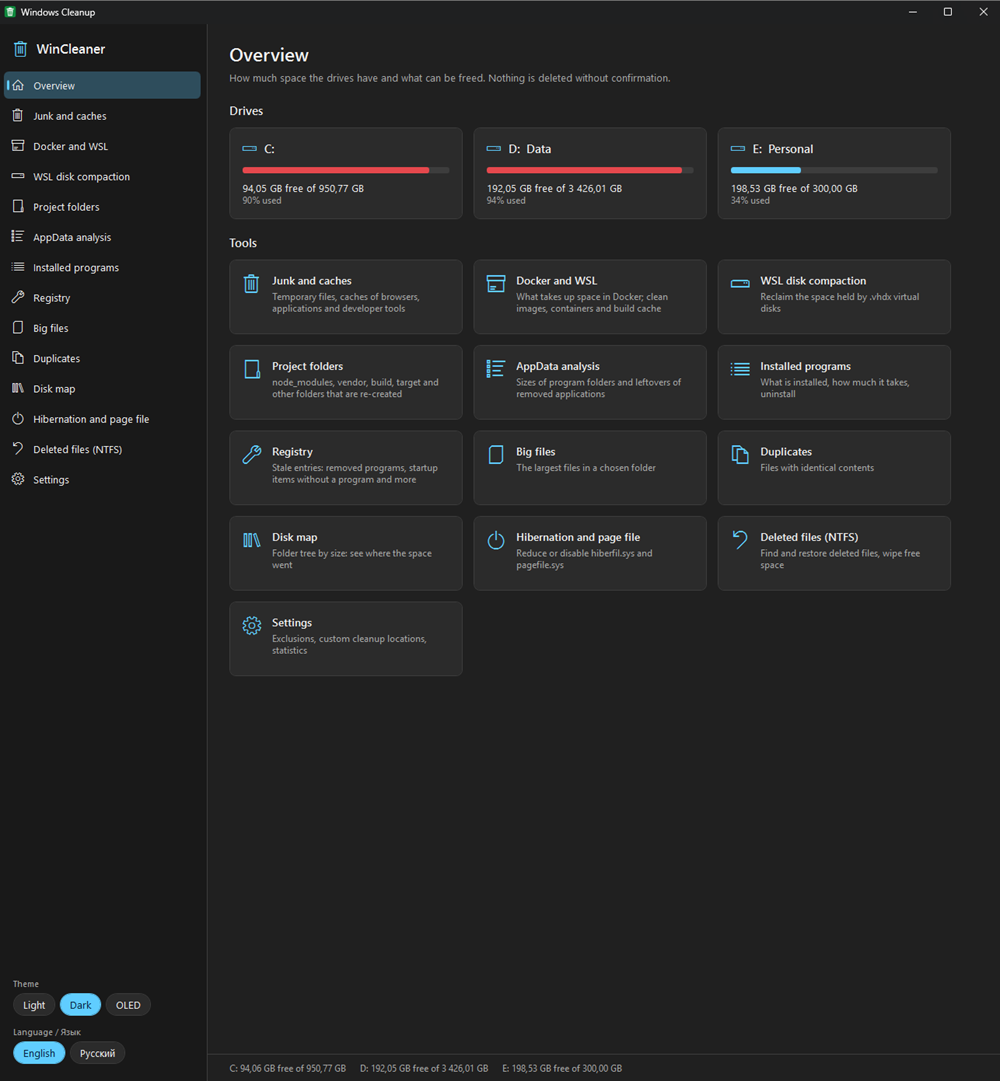 Windows Cleanup
WinCleaner
Overview
Junk and caches
Docker and WSL
WSL disk compaction
Project folders
AppData analysis
Installed programs
Registry
Big files
Duplicates
Disk map
Hibernation and page file
Deleted files (NTFS)
Settings
Theme
Light Dark OLED
Language / Язык
English Русский
Overview
How much space the drives have and what can be freed. Nothing is deleted without confirmation.
Drives
C:
94,05 GB free of 950,77 GB
90% used
D: Data
192,05 GB free of 3 426,01 GB
94% used
E: Personal
198,53 GB free of 300,00 GB
34% used
Tools
Junk and caches
Temporary files, caches of browsers,
applications and developer tools
Docker and WSL
What takes up space in Docker; clean
images, containers and build cache
WSL disk compaction
Reclaim the space held by .vhdx virtual
disks
Project folders
node_modules, vendor, build, target and
other folders that are re-created
AppData analysis
Sizes of program folders and leftovers of
removed applications
Installed programs
What is installed, how much it takes,
uninstall
Registry
Stale entries: removed programs, startup
items without a program and more
Big files
The largest files in a chosen folder
Duplicates
Files with identical contents
Disk map
Folder tree by size: see where the space
went
Hibernation and page file
Reduce or disable hiberfil.sys and
pagefile.sys
Deleted files (NTFS)
Find and restore deleted files, wipe free
space
Settings
Exclusions, custom cleanup locations,
statistics
C: 94,06 GB free of 950,77 GB D: 192,05 GB free of 3 426,01 GB E: 198,53 GB free of 300,00 GB